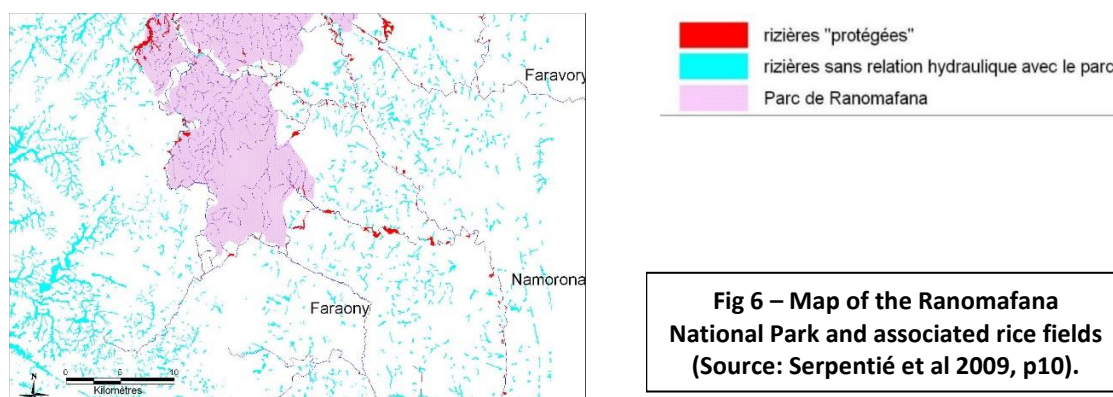 Faravory
Namorona
Faraony
N
0 5 10
Kilomètres
rizières "protégées"
rizières sans relation hydraulique avec le parc
Parc de Ranomafana
Fig 6 – Map of the Ranomafana
National Park and associated rice fields
(Source: Serpentié et al 2009, p10).